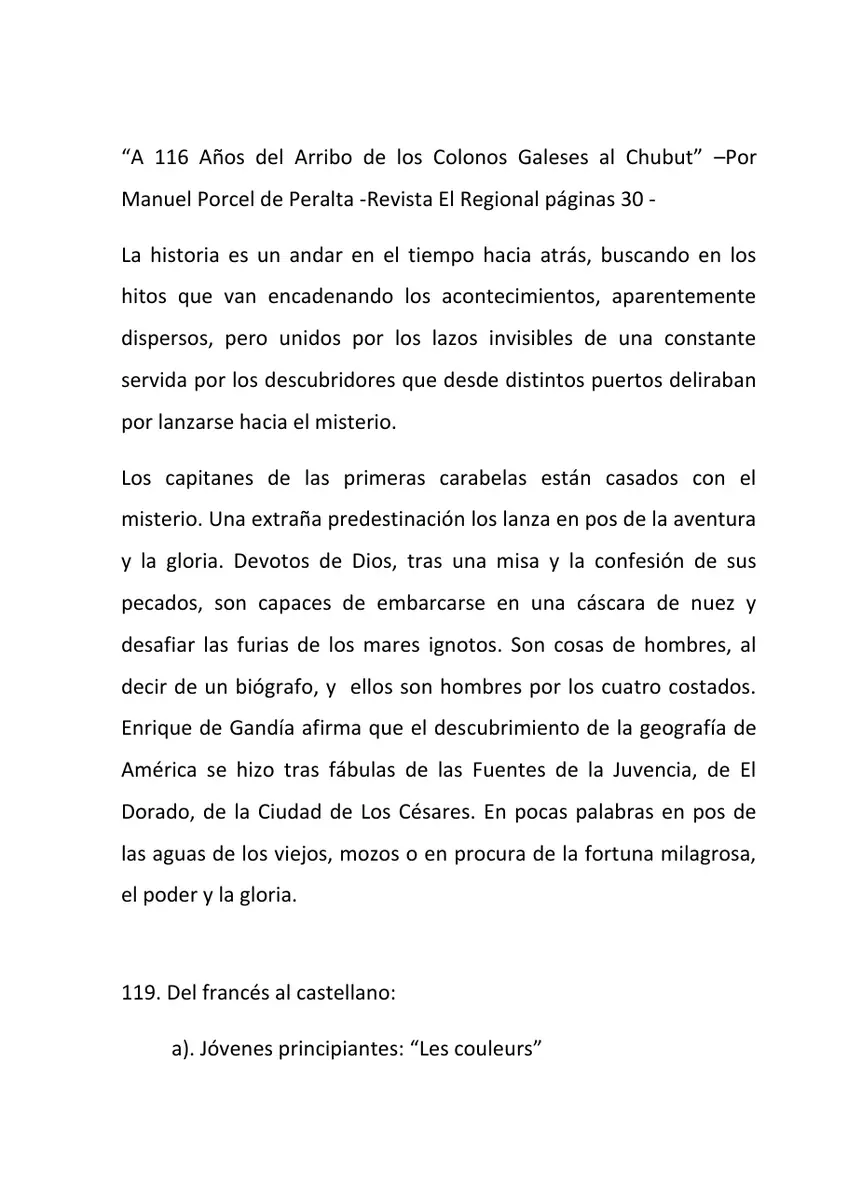 “A 116 Años del Arribo de los Colonos Galeses al Chubut” –Por
Manuel Porcel de Peralta -Revista El Regional páginas 30 -
La historia es un andar en el tiempo hacia atrás, buscando en los
hitos que van encadenando los acontecimientos, aparentemente
dispersos, pero unidos por los lazos invisibles de una constante
servida por los descubridores que desde distintos puertos deliraban
por lanzarse hacia el misterio.
Los capitanes de las primeras carabelas están casados con el
misterio. Una extraña predestinación los lanza en pos de la aventura
y la gloria. Devotos de Dios, tras una misa y la confesión de sus
pecados, son capaces de embarcarse en una cáscara de nuez y
desafiar las furias de los mares ignotos. Son cosas de hombres, al
decir de un biógrafo, y  ellos son hombres por los cuatro costados.
Enrique de Gandía afirma que el descubrimiento de la geografía de
América se hizo tras fábulas de las Fuentes de la Juvencia, de El
Dorado, de la Ciudad de Los Césares. En pocas palabras en pos de
las aguas de los viejos, mozos o en procura de la fortuna milagrosa,
el poder y la gloria.
119. Del francés al castellano:
a). Jóvenes principiantes: “Les couleurs”